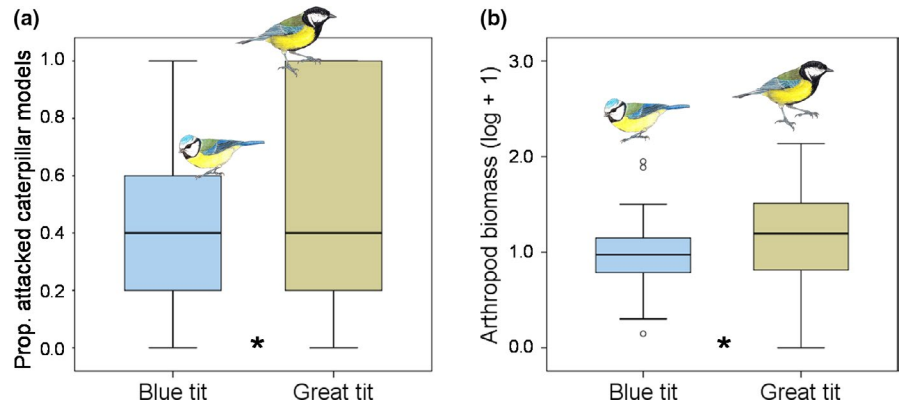 (a)
Prop. attacked caterpillar models
1.0
0.8
0.6
0.4
0.2
0.0
*
Blue tit
Great tit
(b)
Arthropod biomass (log + 1)
3.0
2.0
1.0
0.0
*
Blue tit
Great tit